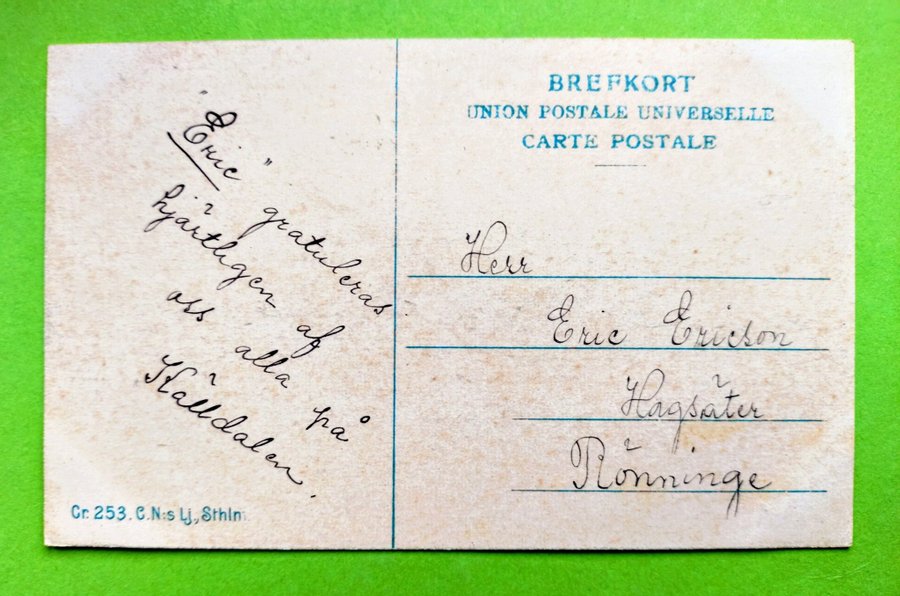 "Eric" gratuleras
hjärtligen af
oss alla på
Källdalen.
Cr. 253. C.N:s Lj., Sthlm
BREFKORT
UNION POSTALE UNIVERSELLE
CARTE POSTALE
Herr
Eric Ericson
Hagsäter
Rönninge